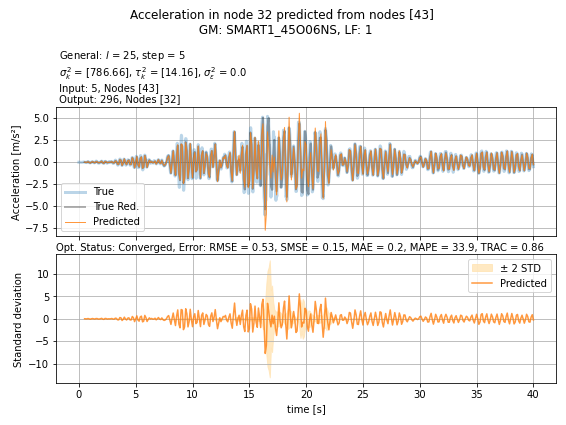 Acceleration in node 32 predicted from nodes [43]
GM: SMART1_45O06NS, LF: 1
General: l = 25, step = 5
σ²ₖ = [786.66], τ²ₖ = [14.16], σ²ε = 0.0
Input: 5, Nodes [43]
Output: 296, Nodes [32]
Acceleration [m/s²]
5.0
2.5
0.0
−2.5
−5.0
−7.5
True
True Red.
Predicted
Opt. Status: Converged, Error: RMSE = 0.53, SMSE = 0.15, MAE = 0.2, MAPE = 33.9, TRAC = 0.86
Standard deviation
10
5
0
−5
−10
± 2 STD
Predicted
0 5 10 15 20 25 30 35 40
time [s]